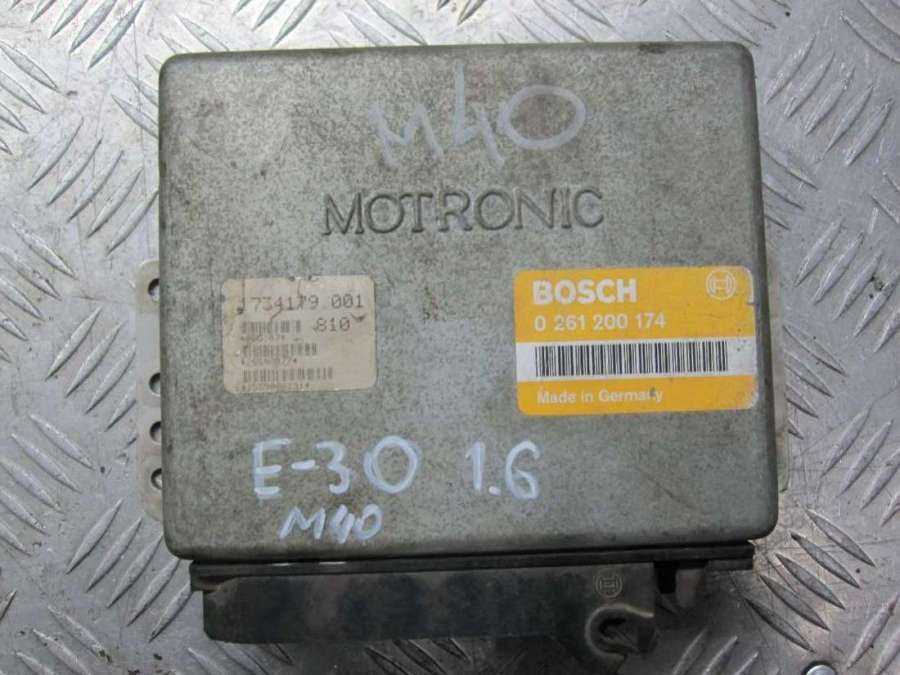 M40
MOTRONIC
1734179 001
810
BOSCH
0 261 200 174
Made in Germany
E-30 1.6
M40